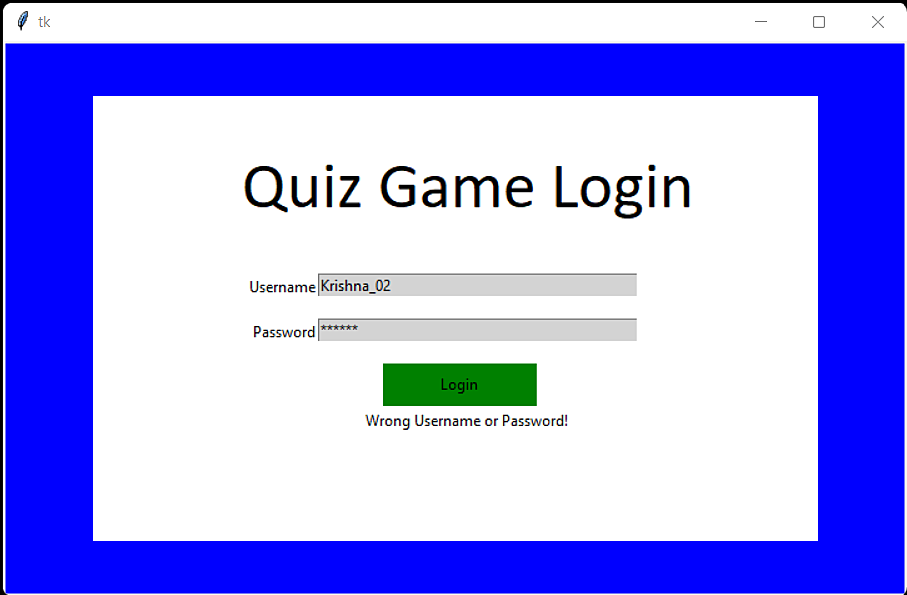 tk
Quiz Game Login
Username Krishna_02
Password ******
Login
Wrong Username or Password!